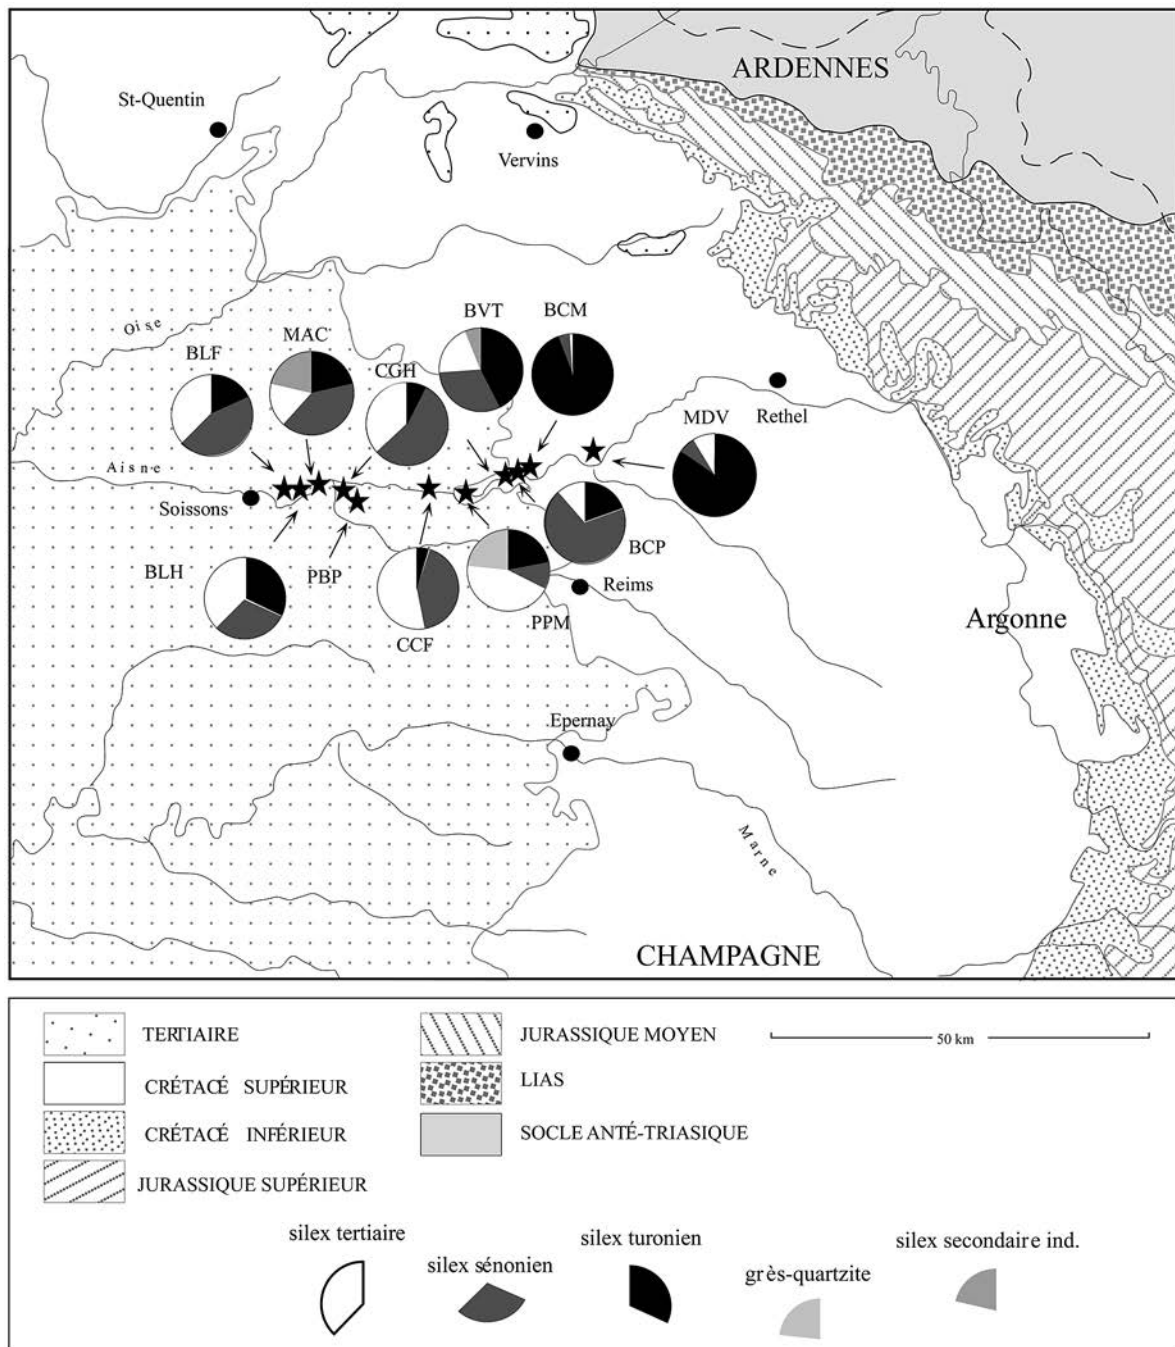 ARDENNES
St-Quentin
Vervins
Oise
BVT
BCM
MAC
BLF
CGH
Rethel
MDV
Aisne
Soissons
BLH
PBP
BCP
Reims
PPM
CCF
Argonne
Epernay
Marne
CHAMPAGNE
TERTIAIRE
CRÉTACÉ SUPÉRIEUR
CRÉTACÉ INFÉRIEUR
JURASSIQUE SUPÉRIEUR
JURASSIQUE MOYEN
LIAS
SOCLE ANTÉ-TRIASIQUE
50 km
silex tertiaire
silex sénonien
silex turonien
grès-quartzite
silex secondaire ind.